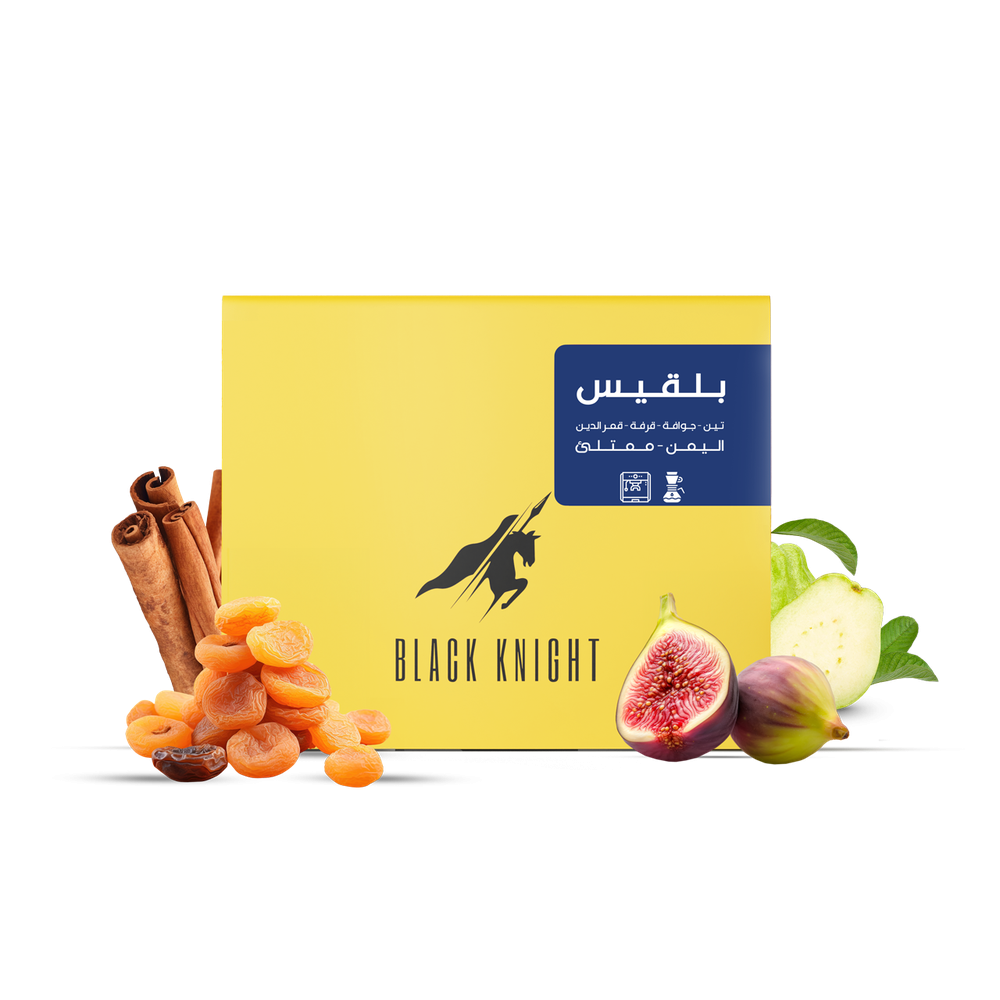 بلقيس
تين - جوافة - قرفة - قمر الدين
اليمن - ممتلئ
BLACK KNIGHT